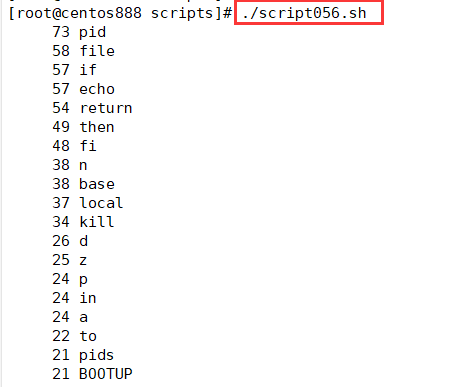 [root@centos888 scripts]# ./script056.sh
73 pid
58 file
57 if
57 echo
54 return
49 then
48 fi
38 n
38 base
37 local
34 kill
26 d
25 z
24 p
24 in
24 a
22 to
21 pids
21 BOOTUP